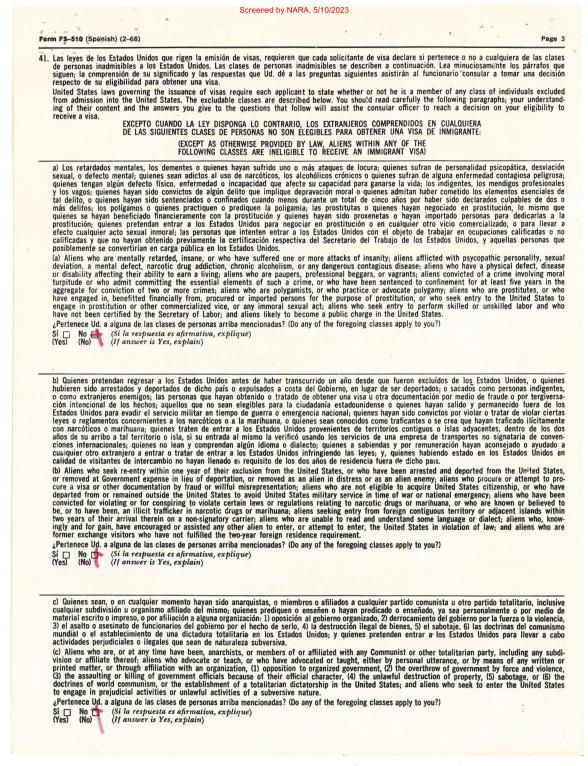 Screened by NARA, 5/10/2023
Form FS-510 (Spanish) (2-68)
Page 3
41. Las leyes de los Estados Unidos que rigen la emisión de visas, requieren que cada solicitante de visa declare si pertenece o no a cualquiera de las clases
de personas inadmisibles a los Estados Unidos. Las clases de personas inadmisibles se describen a continuación. Lea minuciosamente los párrafos que
siguen; la comprensión de su significado y las respuestas que Ud. dé a las preguntas siguientes asistirán al funcionario consular a tomar una decisión
respecto de su eligibilidad para obtener una visa.
United States laws governing the issuance of visas require each applicant to state whether or not he is a member of any class of individuals excluded
from admission into the United States. The excludable classes are described below. You should read carefully the following paragraphs; your understand-
ing of their content and the answers you give to the questions that follow will assist the consular officer to reach a decision on your eligibility to
receive a visa.
EXCEPTO CUANDO LA LEY DISPONGA LO CONTRARIO, LOS EXTRANJEROS COMPRENDIDOS EN CUALQUIERA
DE LAS SIGUIENTES CLASES DE PERSONAS NO SON ELEGIBLES PARA OBTENER UNA VISA DE INMIGRANTE:
(EXCEPT AS OTHERWISE PROVIDED BY LAW, ALIENS WITHIN ANY OF THE
FOLLOWING CLASSES ARE INELIGIBLE TO RECEIVE AN IMMIGRANT VISA)
a) Los retardados mentales, los dementes o quienes hayan sufrido uno o más ataques de locura; quienes sufran de personalidad psicopática, desviación
sexual, o defecto mental; quienes sean adictos al uso de narcóticos, los alcohólicos crónicos o quienes sufran de alguna enfermedad contagiosa peligrosa;
quienes tengan algún defecto físico, enfermedad o incapacidad que afecte su capacidad para ganarse la vida; los indigentes, los mendigos profesionales
y los vagos; quienes hayan sido convictos de algún delito que implique depravación moral o quienes admitan haber cometido los elementos esenciales de
tal delito, o quienes hayan sido sentenciados o confinados cuando menos durante un total de cinco años por haber sido declarados culpables de dos o
más delitos; los polígamos o quienes practiquen o prediquen la poligamia; las prostitutas o quienes hayan negociado en prostitución, lo mismo que
quienes se hayan beneficiado financieramente con la prostitución y quienes hayan sido proxenetas o hayan importado personas para dedicarlas a la
prostitución; quienes pretendan entrar a los Estados Unidos para negociar en prostitución o en cualquier otro vicio comercializado, o para llevar a
efecto cualquier acto sexual inmoral; las personas que intenten entrar a los Estados Unidos con el objeto de trabajar en ocupaciones calificadas o no
calificadas y que no hayan obtenido previamente la certificación respectiva del Secretario del Trabajo de los Estados Unidos, y aquellas personas que
posiblemente se convertirían en carga pública en los Estados Unidos.
(a) Aliens who are mentally retarded, insane, or who have suffered one or more attacks of insanity; aliens afflicted with psycopathic personality, sexual
deviation, a mental defect, narcotic drug addiction, chronic alcoholism, or any dangerous contagious disease; aliens who have a physical defect, disease
or disability affecting their ability to earn a living; aliens who are paupers, professional beggars, or vagrants; aliens convicted of a crime involving moral
turpitude or who admit committing the essential elements of such a crime, or who have been sentenced to confinement for at least five years in the
aggregate for conviction of two or more crimes; aliens who are polygamists, or who practice or advocate polygamy; aliens who are prostitutes, or who
have engaged in, benefitted financially from, procured or imported persons for the purpose of prostitution, or who seek entry to the United States to
engage in prostitution or other commercialized vice, or any immoral sexual act; aliens who seek entry to perform skilled or unskilled labor and who
have not been certified by the Secretary of Labor; and aliens likely to become a public charge in the United States.
¿Pertenece Ud. a alguna de las clases de personas arriba mencionadas? (Do any of the foregoing classes apply to you?)
Sí No (Si la respuesta es afirmativa, explique)
(Yes) (No) (If answer is Yes, explain)
b) Quienes pretendan regresar a los Estados Unidos antes de haber transcurrido un año desde que fueron excluídos de los Estados Unidos, o quienes
hubieren sido arrestados y deportados de dicho país o expulsados a costa del Gobierno, en lugar de ser deportados; o sacados como personas indigentes,
o como extranjeros enemigos; las personas que hayan obtenido o tratado de obtener una visa u otra documentación por medio de fraude o por tergiversa-
ción intencional de los hechos; aquellos que no sean elegibles para la ciudadanía estadounidense o quienes hayan salido y permanecido fuera de los
Estados Unidos para evadir el servicio militar en tiempo de guerra o emergencia nacional; quienes hayan sido convictos por violar o tratar de violar ciertas
leyes o reglamentos concernientes a los narcóticos o a la marihuana, o quienes sean conocidos como traficantes o se crea que hayan traficado ilícitamente
con narcóticos o marihuana; quienes traten de entrar a los Estados Unidos provenientes de territorios contiguos o islas adyacentes, dentro de los dos
años de su arribo a tal territorio o isla, si su entrada al mismo la verificó usando los servicios de una empresa de transportes no signataria de conven-
ciones internacionales; quienes no lean y comprendan algún idioma o dialecto; quienes a sabiendas y por remuneración hayan aconsejado o ayudado a
cualquier otro extranjero a entrar o tratar de entrar a los Estados Unidos infringiendo las leyes; y, quienes habiendo estado en los Estados Unidos en
calidad de visitantes de intercambio no hayan llenado el requisito de los dos años de residencia fuera de dicho país.
(b) Aliens who seek re-entry within one year of their exclusion from the United States, or who have been arrested and deported from the United States,
or removed at Government expense in lieu of deportation, or removed as an alien in distress or as an alien enemy; aliens who procure or attempt to pro-
cure a visa or other documentation by fraud or willful misrepresentation; aliens who are not eligible to acquire United States citizenship, or who have
departed from or remained outside the United States to avoid United States military service in time of war or national emergency; aliens who have been
convicted for violating or for conspiring to violate certain laws or regulations relating to narcotic drugs or marihuana, or who are known or believed to
be, or to have been, an illicit trafficker in narcotic drugs or marihuana; aliens seeking entry from foreign contiguous territory or adjacent islands within
two years of their arrival therein on a non-signatory carrier; aliens who are unable to read and understand some language or dialect; aliens who, know-
ingly and for gain, have encouraged or assisted any other alien to enter, or attempt to enter, the United States in violation of law; and aliens who are
former exchange visitors who have not fulfilled the two-year foreign residence requirement.
¿Pertenece Ud. a alguna de las clases de personas arriba mencionadas? (Do any of the foregoing classes apply to you?)
Sí No (Si la respuesta es afirmativa, explique)
(Yes) (No) (If answer is Yes, explain)
c) Quienes sean, o en cualquier momento hayan sido anarquistas, o miembros o afiliados a cualquier partido comunista u otro partido totalitario, inclusive
cualquier subdivisión u organismo afiliado del mismo; quienes prediquen o enseñen o hayan predicado o enseñado, ya sea personalmente o por medio de
material escrito o impreso, o por afiliación a alguna organización: 1) oposición al gobierno organizado, 2) derrocamiento del gobierno por la fuerza o la violencia,
3) el asalto o asesinato de funcionarios del gobierno por el hecho de serlo, 4) la destrucción ilegal de bienes, 5) el sabotaje, 6) las doctrinas del comunismo
mundial o el establecimiento de una dictadura totalitaria en los Estados Unidos; y quienes pretendan entrar a los Estados Unidos para llevar a cabo
actividades perjudiciales o ilegales que sean de naturaleza subversiva.
(c) Aliens who are, or at any time have been, anarchists, or members of or affiliated with any Communist or other totalitarian party, including any subdi-
vision or affiliate thereof; aliens who advocate or teach, or who have advocated or taught, either by personal utterance, or by means of any written or
printed matter, or through affiliation with an organization, (1) opposition to organized government, (2) the overthrow of government by force and violence,
(3) the assaulting or killing of government officials because of their official character, (4) the unlawful destruction of property, (5) sabotage, or (6) the
doctrines of world communism, or the establishment of a totalitarian dictatorship in the United States; and aliens who seek to enter the United States
to engage in prejudicial activities or unlawful activities of a subversive nature.
¿Pertenece Ud. a alguna de las clases de personas arriba mencionadas? (Do any of the foregoing classes apply to you?)
Sí No (Si la respuesta es afirmativa, explique)
(Yes) (No) (If answer is Yes, explain)